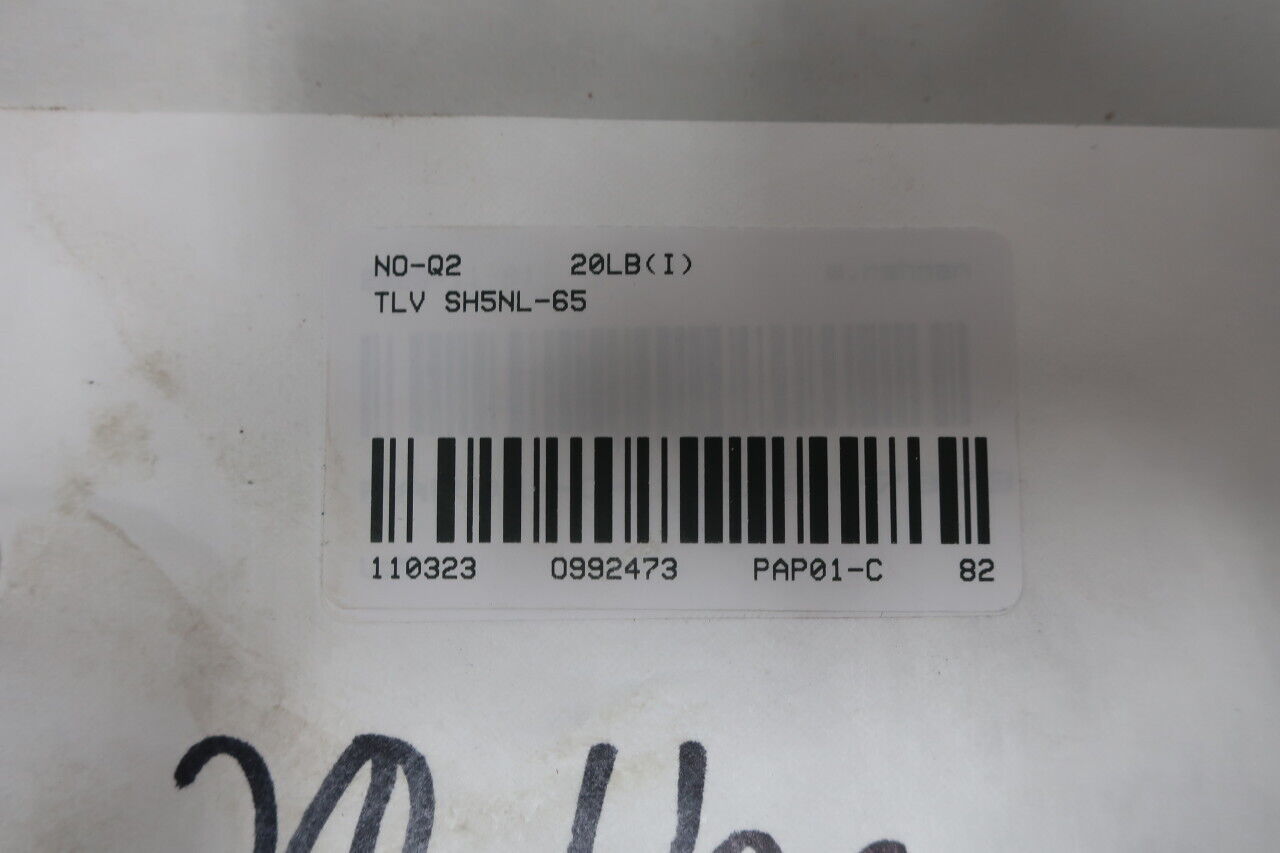 NO-Q2 20LB(I)
TLV SH5NL-65
110323 0992473 PAP01-C 82